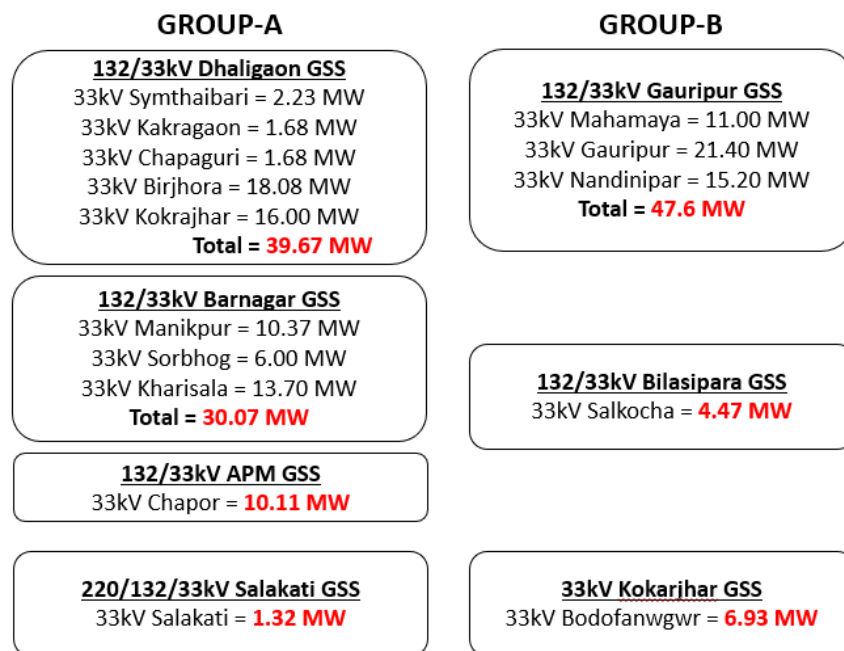 GROUP-A
132/33kV Dhaligaon GSS
33kV Symthaibari = 2.23 MW
33kV Kakragaon = 1.68 MW
33kV Chapaguri = 1.68 MW
33kV Birjhora = 18.08 MW
33kV Kokrajhar = 16.00 MW
Total = 39.67 MW
132/33kV Barnagar GSS
33kV Manikpur = 10.37 MW
33kV Sorbhog = 6.00 MW
33kV Kharisala = 13.70 MW
Total = 30.07 MW
132/33kV APM GSS
33kV Chapor = 10.11 MW
220/132/33kV Salakati GSS
33kV Salakati = 1.32 MW
GROUP-B
132/33kV Gauripur GSS
33kV Mahamaya = 11.00 MW
33kV Gauripur = 21.40 MW
33kV Nandinipar = 15.20 MW
Total = 47.6 MW
132/33kV Bilasipara GSS
33kV Salkocha = 4.47 MW
33kV Kokarjhar GSS
33kV Bodofanwgwr = 6.93 MW